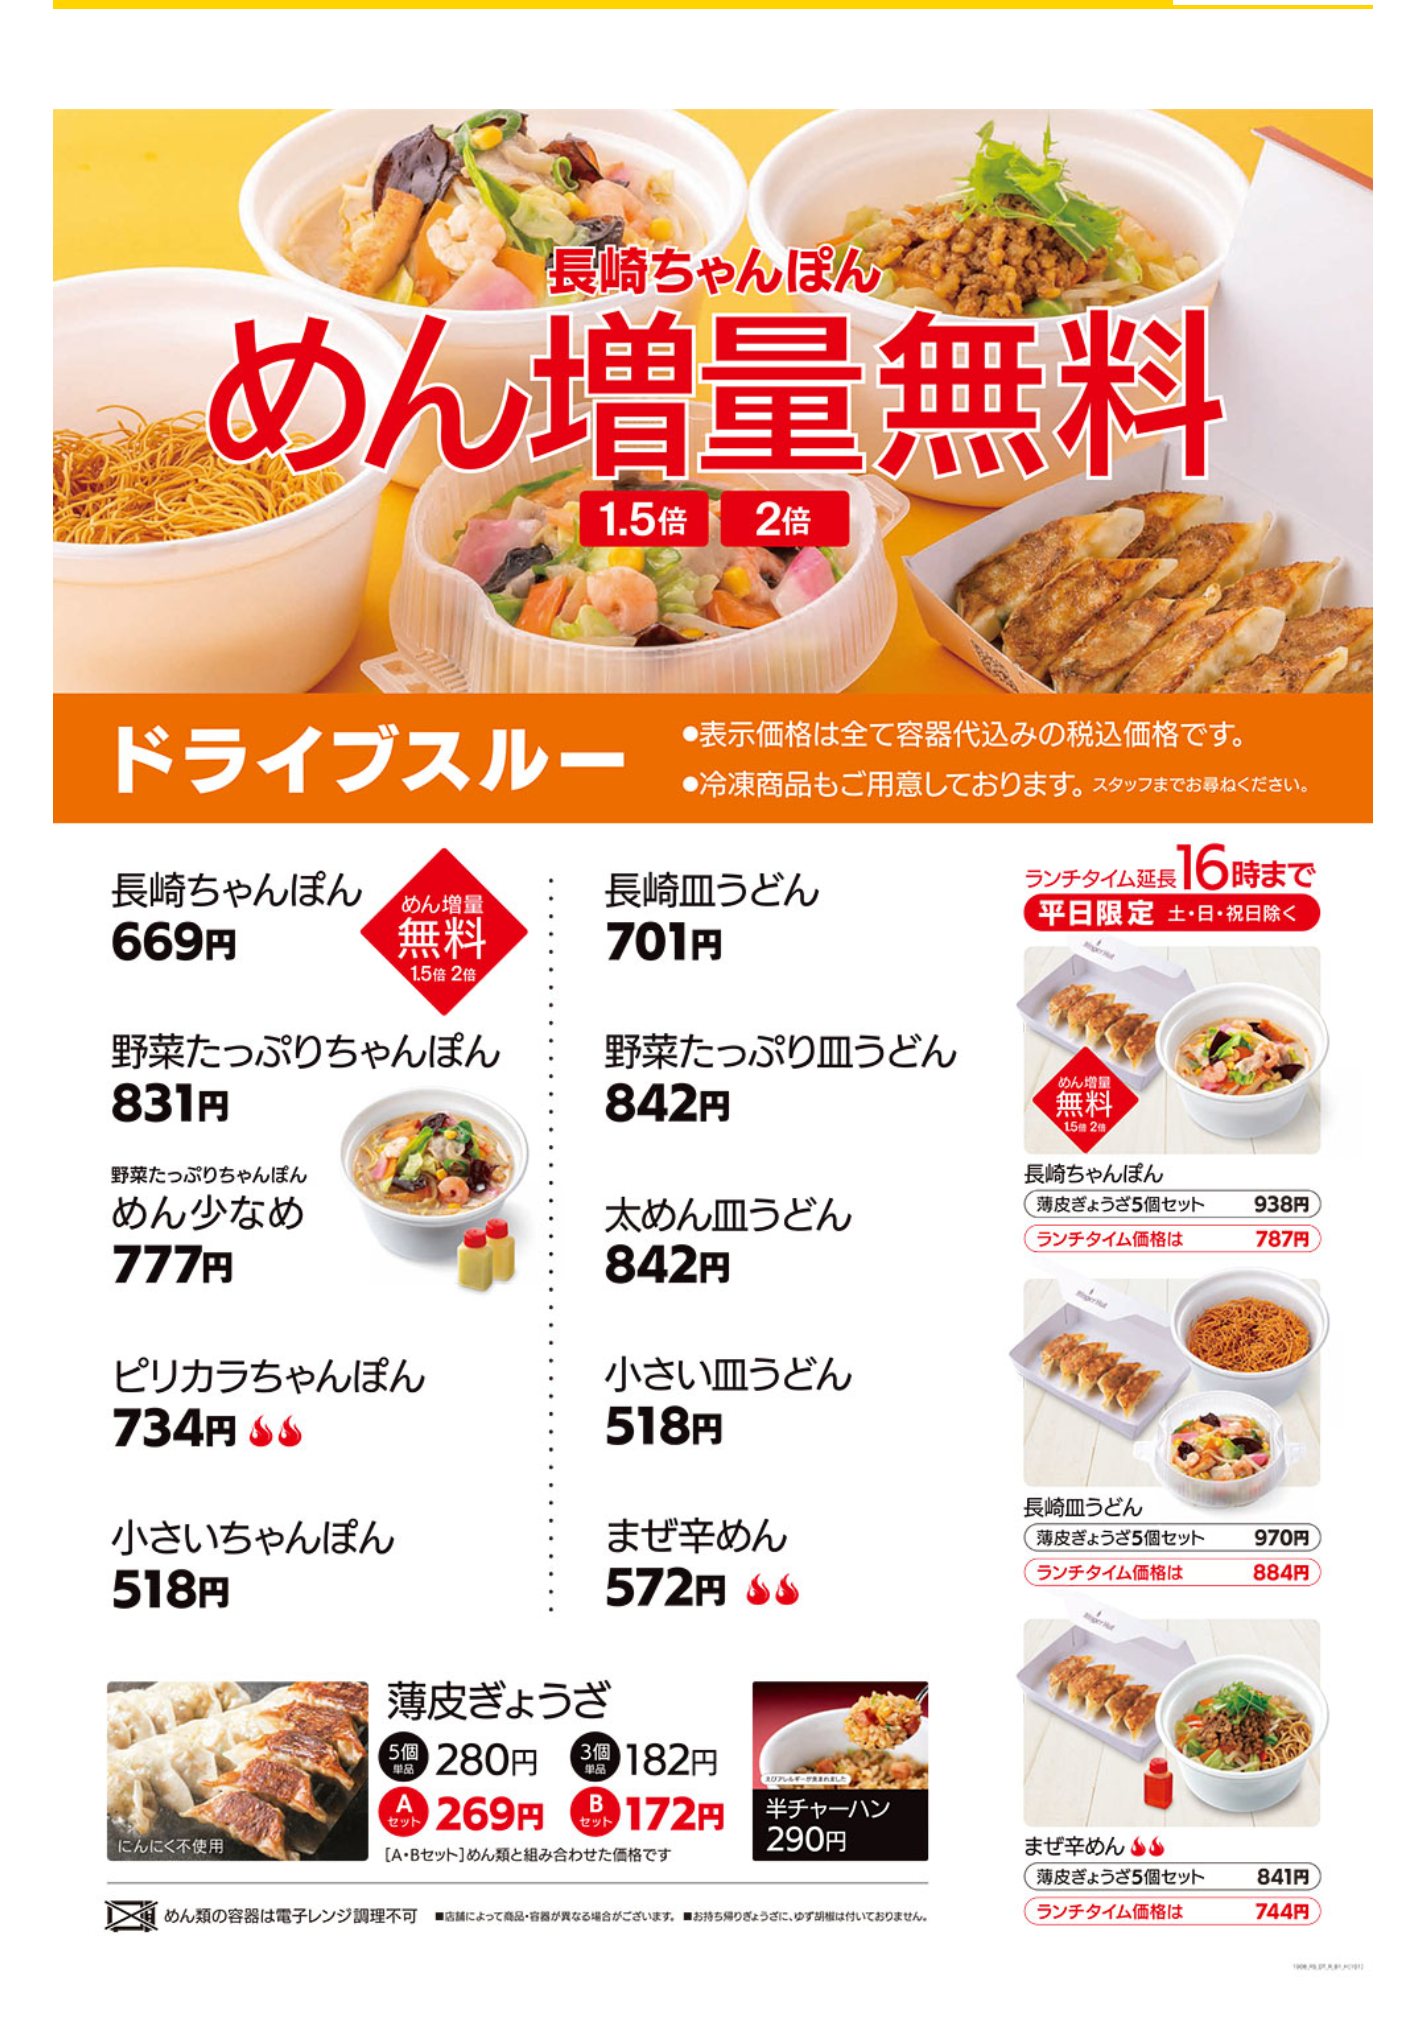 長崎ちゃんぽん
めん増量無料
1.5倍 2倍
ドライブスルー
●表示価格は全て容器代込みの税込価格です。
●冷凍商品もご用意しております。スタッフまでお尋ねください。
長崎ちゃんぽん
669円
めん増量
無料
1.5倍 2倍
野菜たっぷりちゃんぽん
831円
野菜たっぷりちゃんぽん
めん少なめ
777円
ピリカラちゃんぽん
734円
小さいちゃんぽん
518円
長崎皿うどん
701円
野菜たっぷり皿うどん
842円
太めん皿うどん
842円
小さい皿うどん
518円
まぜ辛めん
572円
ランチタイム延長16時まで
平日限定 土・日・祝日除く
RingerHut
めん増量
無料
1.5倍 2倍
長崎ちゃんぽん
薄皮ぎょうざ5個セット 938円
ランチタイム価格は 787円
RingerHut
長崎皿うどん
薄皮ぎょうざ5個セット 970円
ランチタイム価格は 884円
RingerHut
まぜ辛めん
薄皮ぎょうざ5個セット 841円
ランチタイム価格は 744円
にんにく不使用
薄皮ぎょうざ
5個単品 280円 3個単品 182円
Aセット 269円 Bセット 172円
[A・Bセット]めん類と組み合わせた価格です
えびアレルギーが含まれました
半チャーハン
290円
めん類の容器は電子レンジ調理不可 ■店舗によって商品・容器が異なる場合がございます。 ■お持ち帰りぎょうざに、ゆず胡椒は付いておりません。